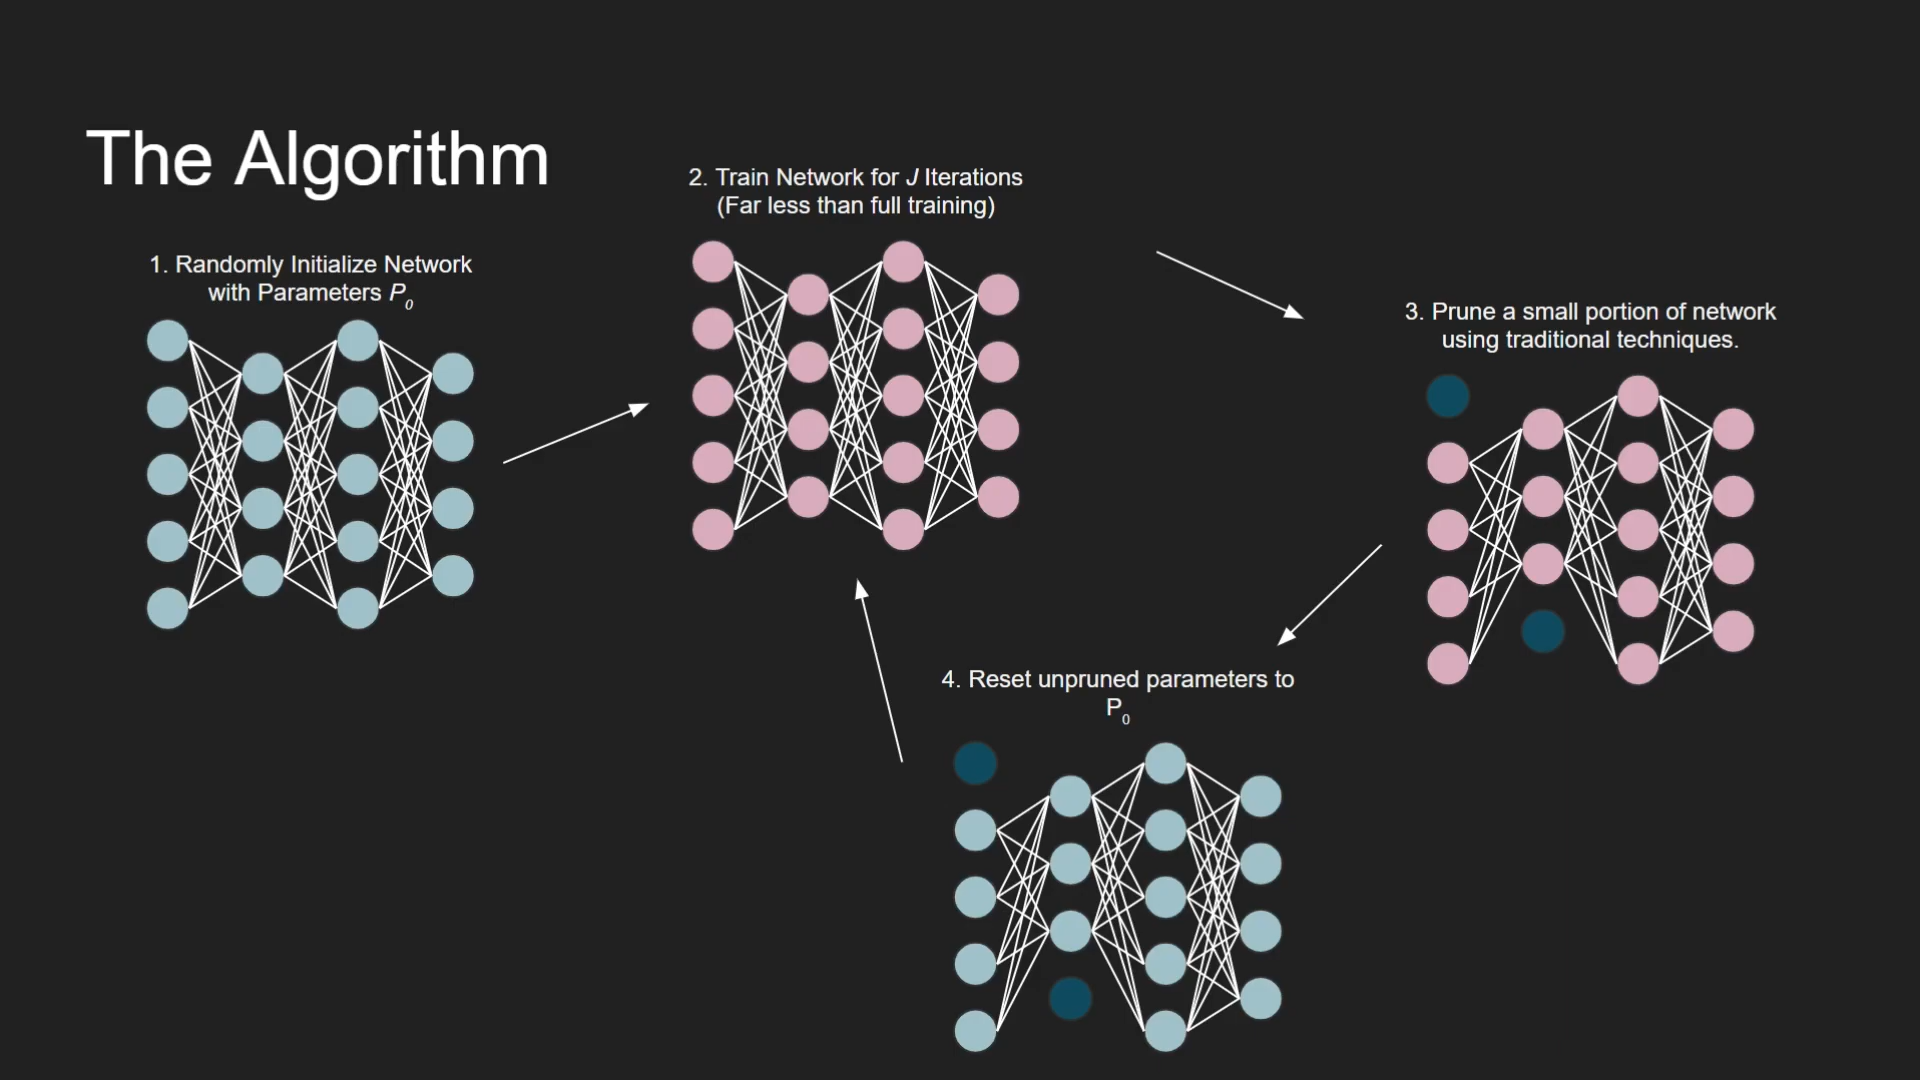 The Algorithm
1. Randomly Initialize Network
with Parameters P₀
2. Train Network for J Iterations
(Far less than full training)
3. Prune a small portion of network
using traditional techniques.
4. Reset unpruned parameters to
P₀